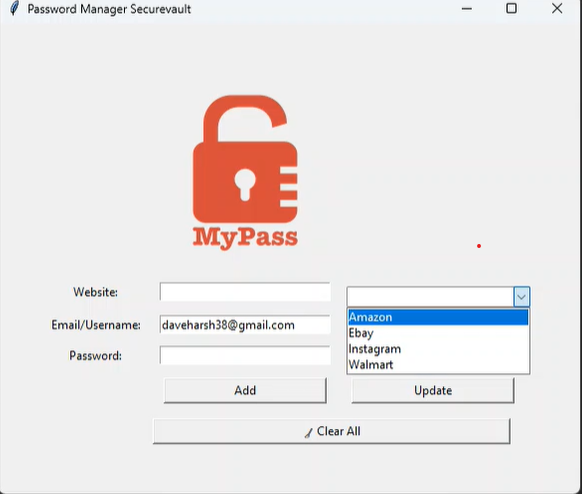 Password Manager Securevault
MyPass
Website:
Amazon
Email/Username: daveharsh38@gmail.com
Ebay
Instagram
Password:
Walmart
Add Update
Clear All